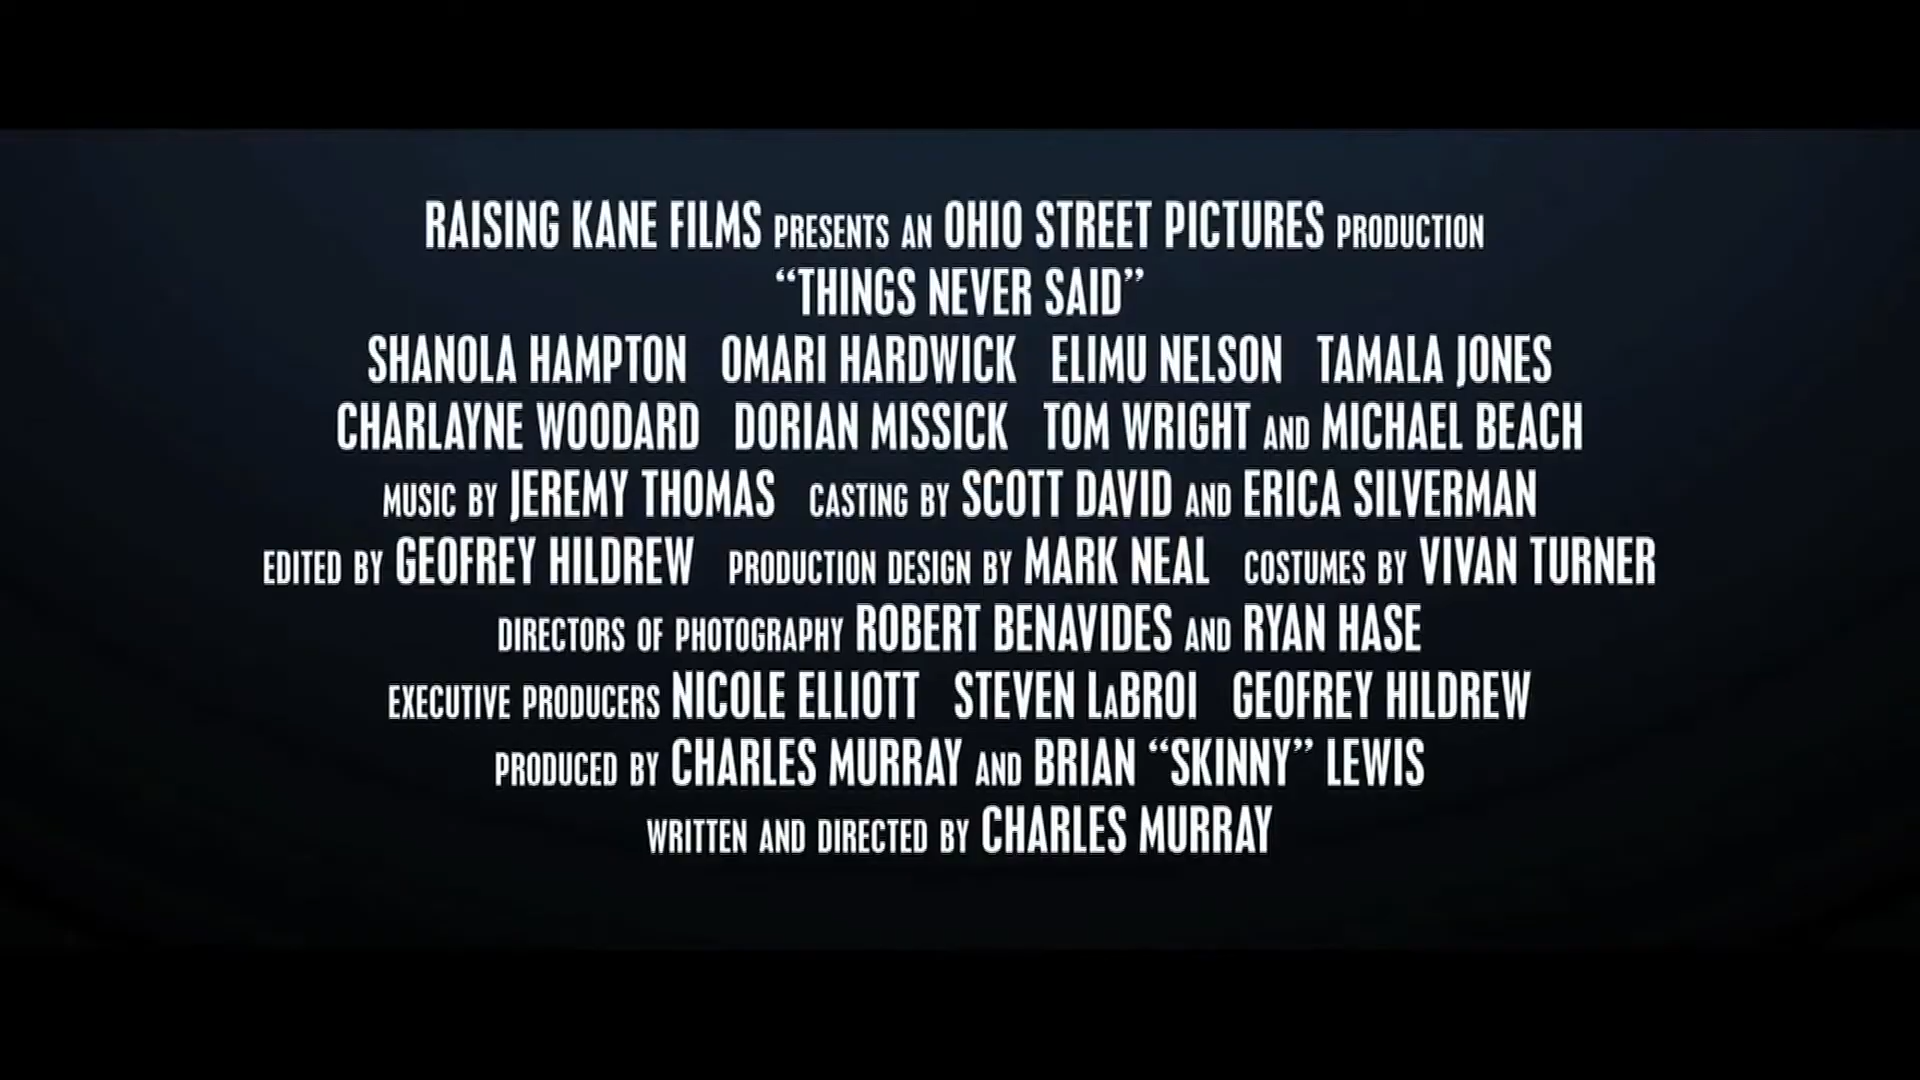 RAISING KANE FILMS PRESENTS AN OHIO STREET PICTURES PRODUCTION
“THINGS NEVER SAID”
SHANOLA HAMPTON OMARI HARDWICK ELIMU NELSON TAMALA JONES
CHARLAYNE WOODARD DORIAN MISSICK TOM WRIGHT AND MICHAEL BEACH
MUSIC BY JEREMY THOMAS CASTING BY SCOTT DAVID AND ERICA SILVERMAN
EDITED BY GEOFREY HILDREW PRODUCTION DESIGN BY MARK NEAL COSTUMES BY VIVAN TURNER
DIRECTORS OF PHOTOGRAPHY ROBERT BENAVIDES AND RYAN HASE
EXECUTIVE PRODUCERS NICOLE ELLIOTT STEVEN LABROI GEOFREY HILDREW
PRODUCED BY CHARLES MURRAY AND BRIAN “SKINNY” LEWIS
WRITTEN AND DIRECTED BY CHARLES MURRAY